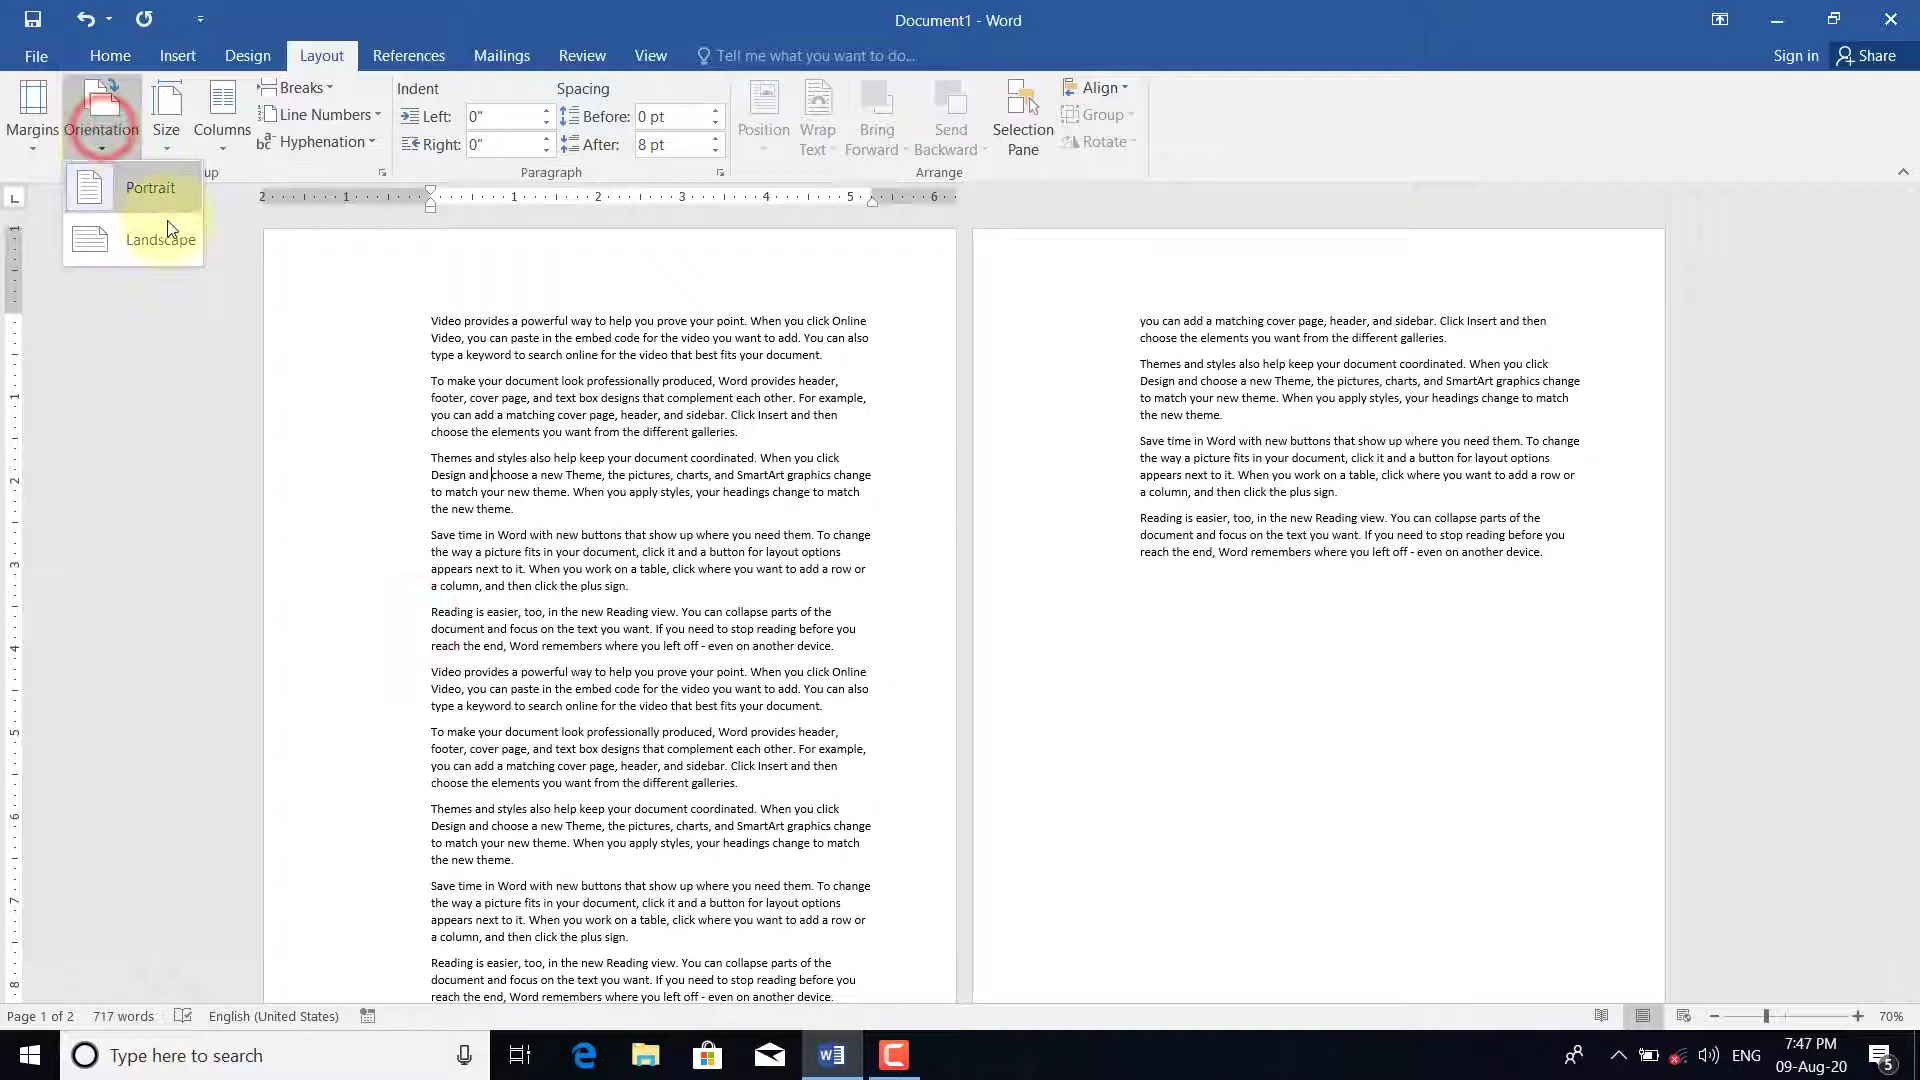 Document1 - Word
File Home Insert Design Layout References Mailings Review View Tell me what you want to do... Sign in Share
Margins Orientation Size Columns Breaks Line Numbers Hyphenation
Indent Spacing
Left: 0" Before: 0 pt
Right: 0" After: 8 pt
Position Wrap Text Bring Forward Send Backward Selection Pane Align Group Rotate
up Paragraph Arrange
Portrait
Landscape
2 1 1 2 3 4 5 6
1 1 2 3 4 5 6 7 8
Video provides a powerful way to help you prove your point. When you click Online
Video, you can paste in the embed code for the video you want to add. You can also
type a keyword to search online for the video that best fits your document.
To make your document look professionally produced, Word provides header,
footer, cover page, and text box designs that complement each other. For example,
you can add a matching cover page, header, and sidebar. Click Insert and then
choose the elements you want from the different galleries.
Themes and styles also help keep your document coordinated. When you click
Design and choose a new Theme, the pictures, charts, and SmartArt graphics change
to match your new theme. When you apply styles, your headings change to match
the new theme.
Save time in Word with new buttons that show up where you need them. To change
the way a picture fits in your document, click it and a button for layout options
appears next to it. When you work on a table, click where you want to add a row or
a column, and then click the plus sign.
Reading is easier, too, in the new Reading view. You can collapse parts of the
document and focus on the text you want. If you need to stop reading before you
reach the end, Word remembers where you left off - even on another device.
Video provides a powerful way to help you prove your point. When you click Online
Video, you can paste in the embed code for the video you want to add. You can also
type a keyword to search online for the video that best fits your document.
To make your document look professionally produced, Word provides header,
footer, cover page, and text box designs that complement each other. For example,
you can add a matching cover page, header, and sidebar. Click Insert and then
choose the elements you want from the different galleries.
Themes and styles also help keep your document coordinated. When you click
Design and choose a new Theme, the pictures, charts, and SmartArt graphics change
to match your new theme. When you apply styles, your headings change to match
the new theme.
Save time in Word with new buttons that show up where you need them. To change
the way a picture fits in your document, click it and a button for layout options
appears next to it. When you work on a table, click where you want to add a row or
a column, and then click the plus sign.
Reading is easier, too, in the new Reading view. You can collapse parts of the
document and focus on the text you want. If you need to stop reading before you
reach the end, Word remembers where you left off - even on another device.
you can add a matching cover page, header, and sidebar. Click Insert and then
choose the elements you want from the different galleries.
Themes and styles also help keep your document coordinated. When you click
Design and choose a new Theme, the pictures, charts, and SmartArt graphics change
to match your new theme. When you apply styles, your headings change to match
the new theme.
Save time in Word with new buttons that show up where you need them. To change
the way a picture fits in your document, click it and a button for layout options
appears next to it. When you work on a table, click where you want to add a row or
a column, and then click the plus sign.
Reading is easier, too, in the new Reading view. You can collapse parts of the
document and focus on the text you want. If you need to stop reading before you
reach the end, Word remembers where you left off - even on another device.
Page 1 of 2 717 words English (United States) 70%
Type here to search ENG 7:47 PM
09-Aug-20 5